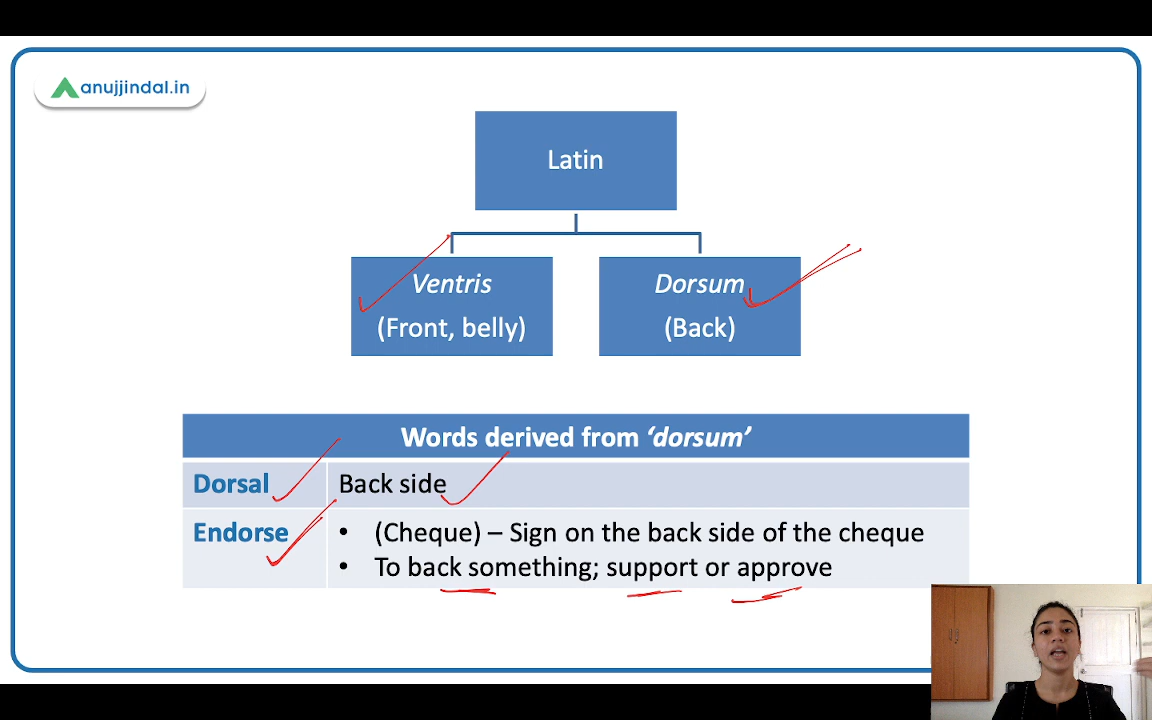 anujjindal.in
Latin
Ventris
(Front, belly)
Dorsum
(Back)
Words derived from ‘dorsum’
Dorsal
Back side
Endorse
• (Cheque) – Sign on the back side of the cheque
• To back something; support or approve